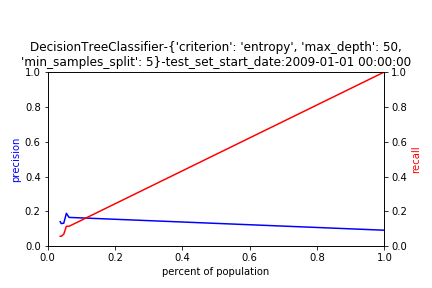 DecisionTreeClassifier-{'criterion': 'entropy', 'max_depth': 50,
'min_samples_split': 5}-test_set_start_date:2009-01-01 00:00:00
1.0 1.0
0.8 0.8
precision
0.6 0.6
recall
0.4 0.4
0.2 0.2
0.0 0.0
0.0 0.2 0.4 0.6 0.8 1.0
percent of population